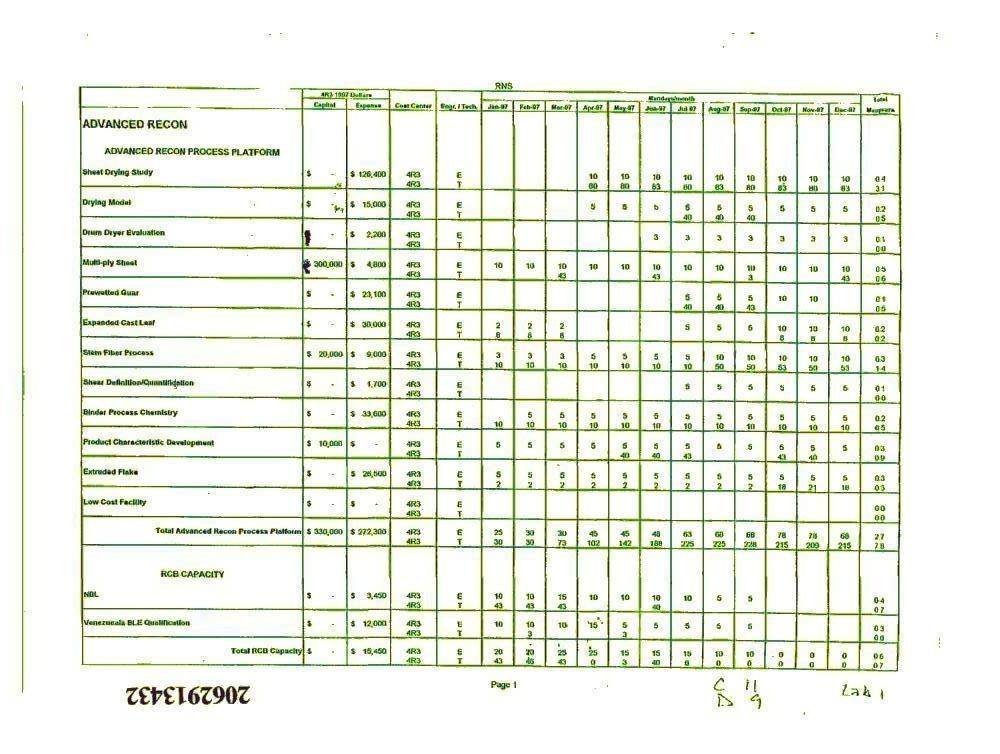 RNS
4R3 1997 Dollars Mandays/month Total
Capital Expense Cost Center Engr. / Tech. Jan-97 Feb-97 Mar-97 Apr-97 May-97 Jun-97 Jul 97 Aug-97 Sep-97 Oct-97 Nov-97 Dec-97 Manyears
ADVANCED RECON
ADVANCED RECON PROCESS PLATFORM
Sheet Drying Study $ - $ 126,400 4R3 E 10 10 10 10 10 10 10 10 10 0.4
4R3 T 80 80 83 80 83 80 83 80 83 3.1
Drying Model $ - $ 15,000 4R3 E 5 5 5 5 5 5 5 5 5 0.2
4R3 T 40 40 40 0.5
Drum Dryer Evaluation - $ 2,200 4R3 E 3 3 3 3 3 3 3 0.1
4R3 T 0.0
Multi-ply Sheet $ 300,000 $ 4,800 4R3 E 10 10 10 10 10 10 10 10 10 10 10 10 0.5
4R3 T 43 43 3 43 0.6
Prewetted Guar $ - $ 23,100 4R3 E 5 5 5 10 10 0.1
4R3 T 40 40 43 0.5
Expanded Cast Leaf $ - $ 30,000 4R3 E 2 2 2 5 5 5 10 10 10 0.2
4R3 T 8 8 8 8 8 8 0.2
Stem Fiber Process $ 20,000 $ 9,000 4R3 E 3 3 3 5 5 5 5 10 10 10 10 10 0.3
4R3 T 10 10 10 10 10 10 10 50 50 53 50 53 1.4
Shear Definition/Quantification $ - $ 1,700 4R3 E 5 5 5 5 5 5 0.1
4R3 T 0.0
Binder Process Chemistry $ - $ 33,600 4R3 E 5 5 5 5 5 5 5 5 5 5 5 0.2
4R3 T 10 10 10 10 10 10 10 10 10 10 10 10 0.5
Product Characteristic Development $ 10,000 $ - 4R3 E 5 5 5 5 5 5 5 5 5 5 5 5 0.3
4R3 T 40 40 43 43 40 0.9
Extruded Flake $ - $ 26,500 4R3 E 5 5 5 5 5 5 5 5 5 5 5 5 0.3
4R3 T 2 2 2 2 2 2 2 2 2 18 21 18 0.3
Low Cost Facility $ - $ - 4R3 E 0.0
4R3 T 0.0
Total Advanced Recon Process Platform $ 330,000 $ 272,300 4R3 E 25 30 30 45 45 48 63 68 68 78 78 68 2.7
4R3 T 30 30 73 102 142 188 225 225 228 215 209 215 7.8
RCB CAPACITY
NBL $ - $ 3,450 4R3 E 10 10 15 10 10 10 10 5 5 0.4
4R3 T 43 43 43 40 0.7
Venezuela BLE Qualification $ - $ 12,000 4R3 E 10 10 10 15 5 5 5 5 5 0.3
4R3 T 3 3 0.0
Total RCB Capacity $ - $ 15,450 4R3 E 20 20 25 25 15 15 15 10 10 0 0 0 0.6
4R3 T 43 46 43 0 3 40 0 0 0 0 0 0 0.7
Page 1
C 11
D 9
Lab 1
2062913432